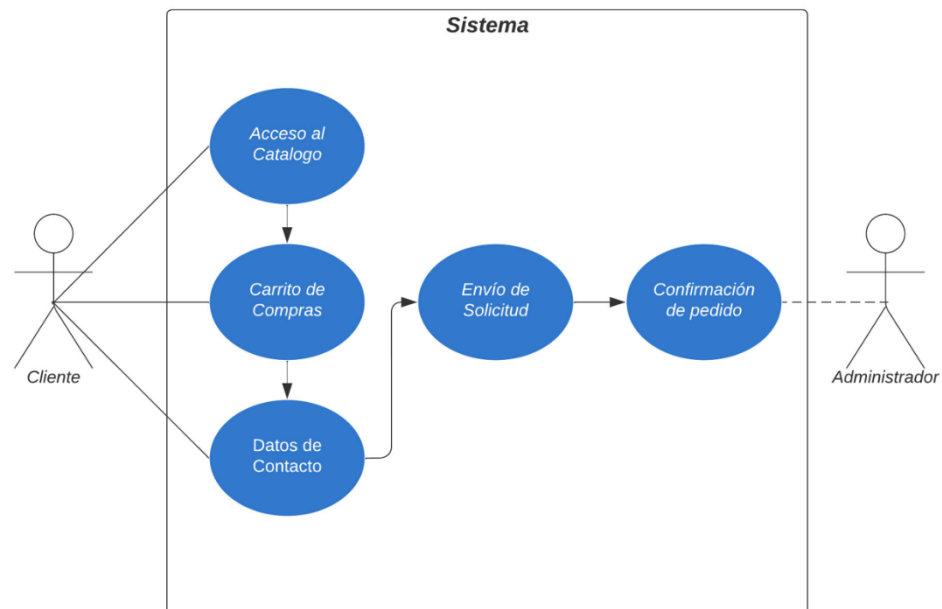 Sistema
Acceso al
Catalogo
Carrito de
Compras
Envío de
Solicitud
Confirmación
de pedido
Cliente
Administrador
Datos de
Contacto